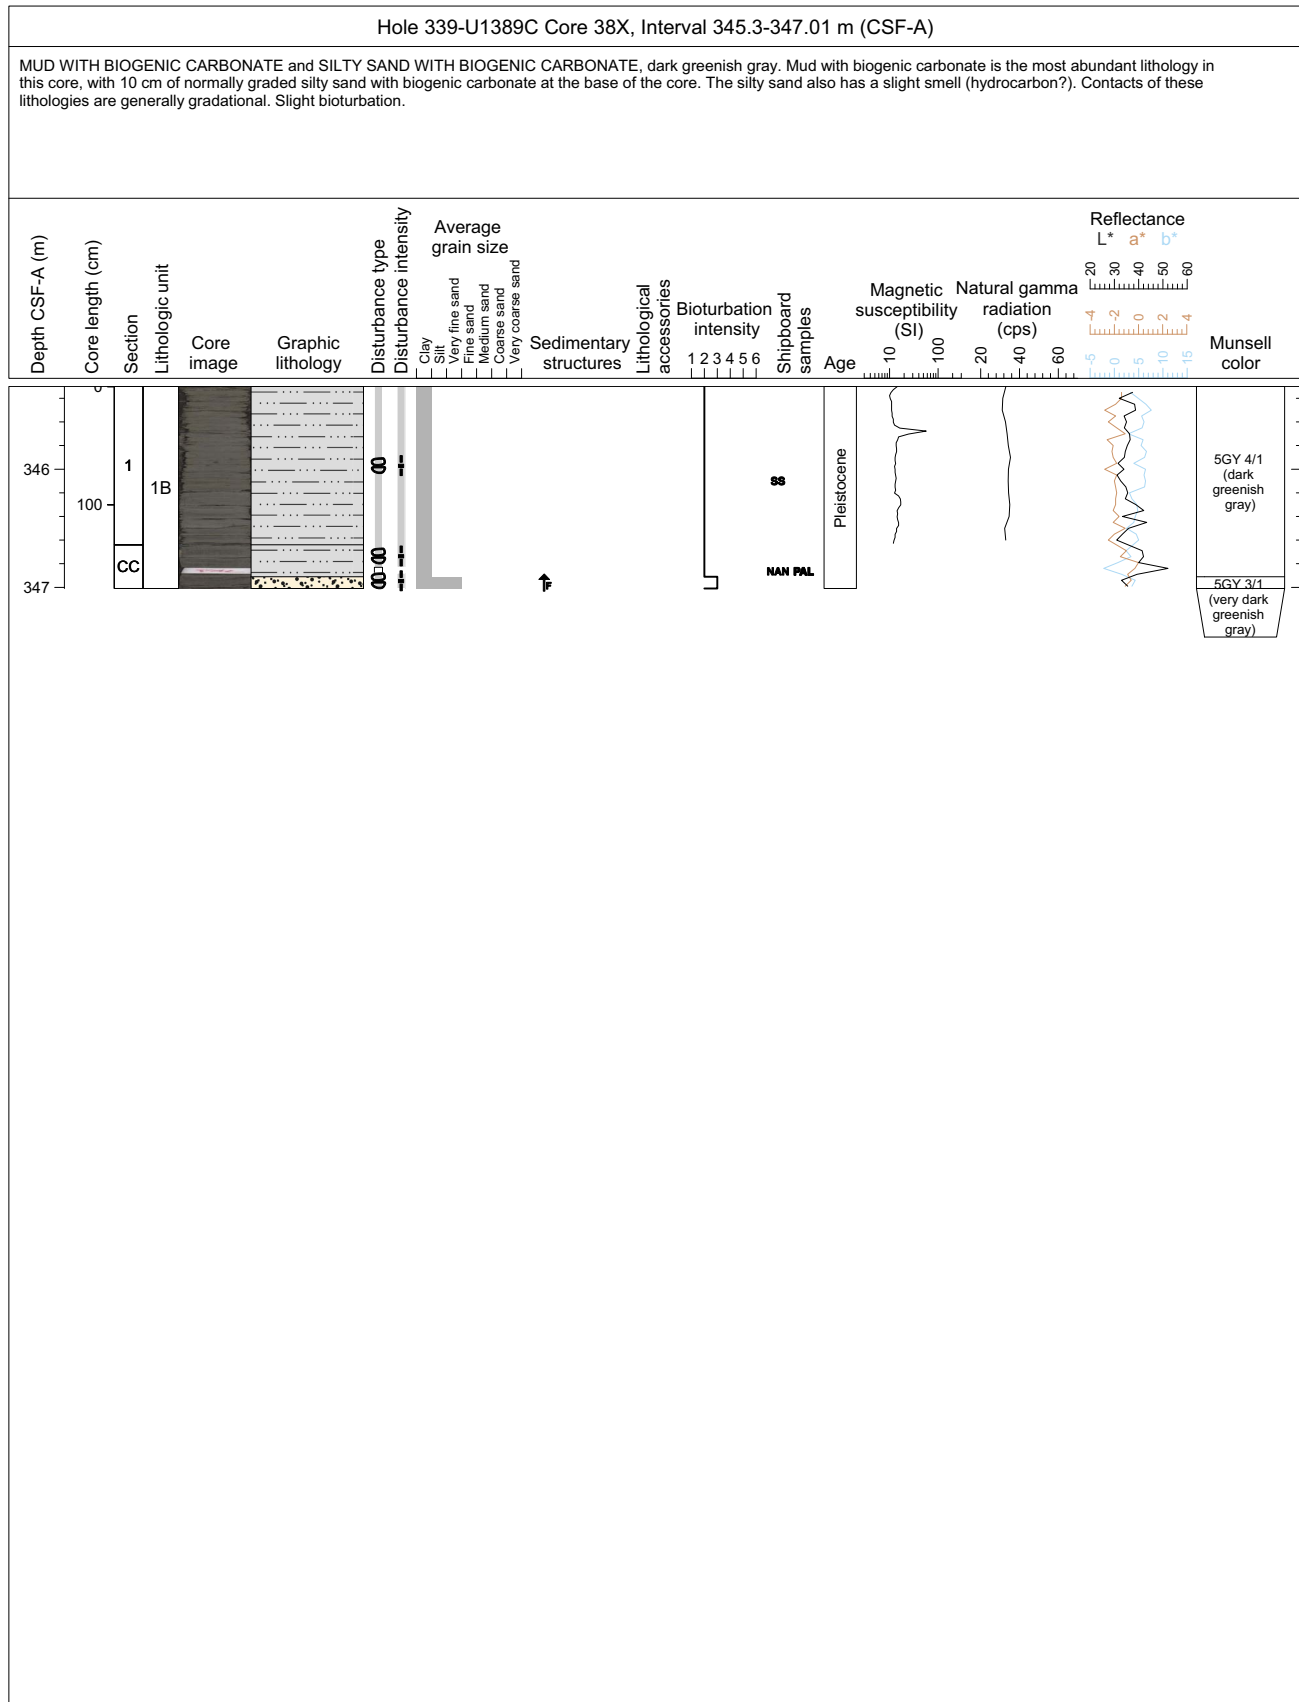 Hole 339-U1389C Core 38X, Interval 345.3-347.01 m (CSF-A)
MUD WITH BIOGENIC CARBONATE and SILTY SAND WITH BIOGENIC CARBONATE, dark greenish gray. Mud with biogenic carbonate is the most abundant lithology in
this core, with 10 cm of normally graded silty sand with biogenic carbonate at the base of the core. The silty sand also has a slight smell (hydrocarbon?). Contacts of these
lithologies are generally gradational. Slight bioturbation.
Depth CSF-A (m)
Core length (cm)
Section
Lithologic unit
Core
image
Graphic
lithology
Disturbance type
Disturbance intensity
Average
grain size
Clay
Silt
Very fine sand
Fine sand
Medium sand
Coarse sand
Very coarse sand
Sedimentary
structures
Lithological
accessories
Bioturbation
intensity
1 2 3 4 5 6
Shipboard
samples
Age
Magnetic
susceptibility
(SI)
10 100
Natural gamma
radiation
(cps)
20 40 60
Reflectance
L* a* b*
20 30 40 50 60
-4 -2 0 2 4
-5 0 5 10 15
Munsell
color
0
346
100
347
1
CC
1B
F
SS
NAN PAL
Pleistocene
5GY 4/1
(dark
greenish
gray)
5GY 3/1
(very dark
greenish
gray)